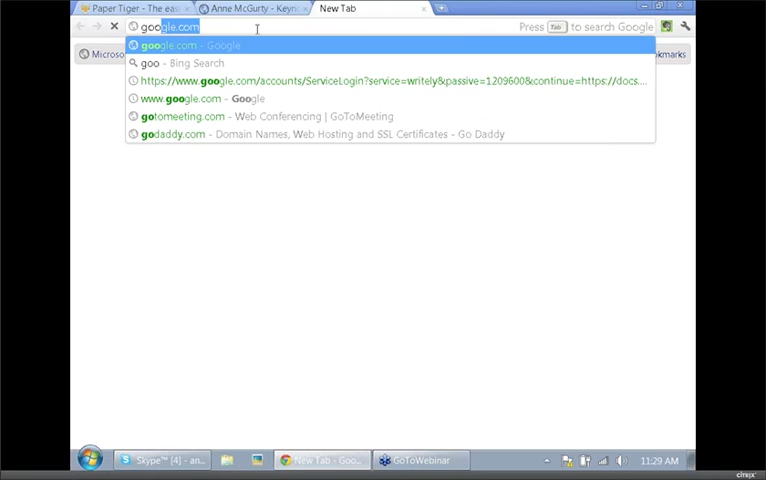 Paper Tiger - The eas
Anne McGurty - Keyno
New Tab
google.com
Press Tab to search Google
Microso
okmarks
google.com - Google
goo - Bing Search
https://www.google.com/accounts/ServiceLogin?service=writely&passive=1209600&continue=https://docs....
www.google.com - Google
gotomeeting.com - Web Conferencing | GoToMeeting
godaddy.com - Domain Names, Web Hosting and SSL Certificates - Go Daddy
Skype™ [4] - an...
New Tab - Goo...
GoToWebinar
11:29 AM
citrix